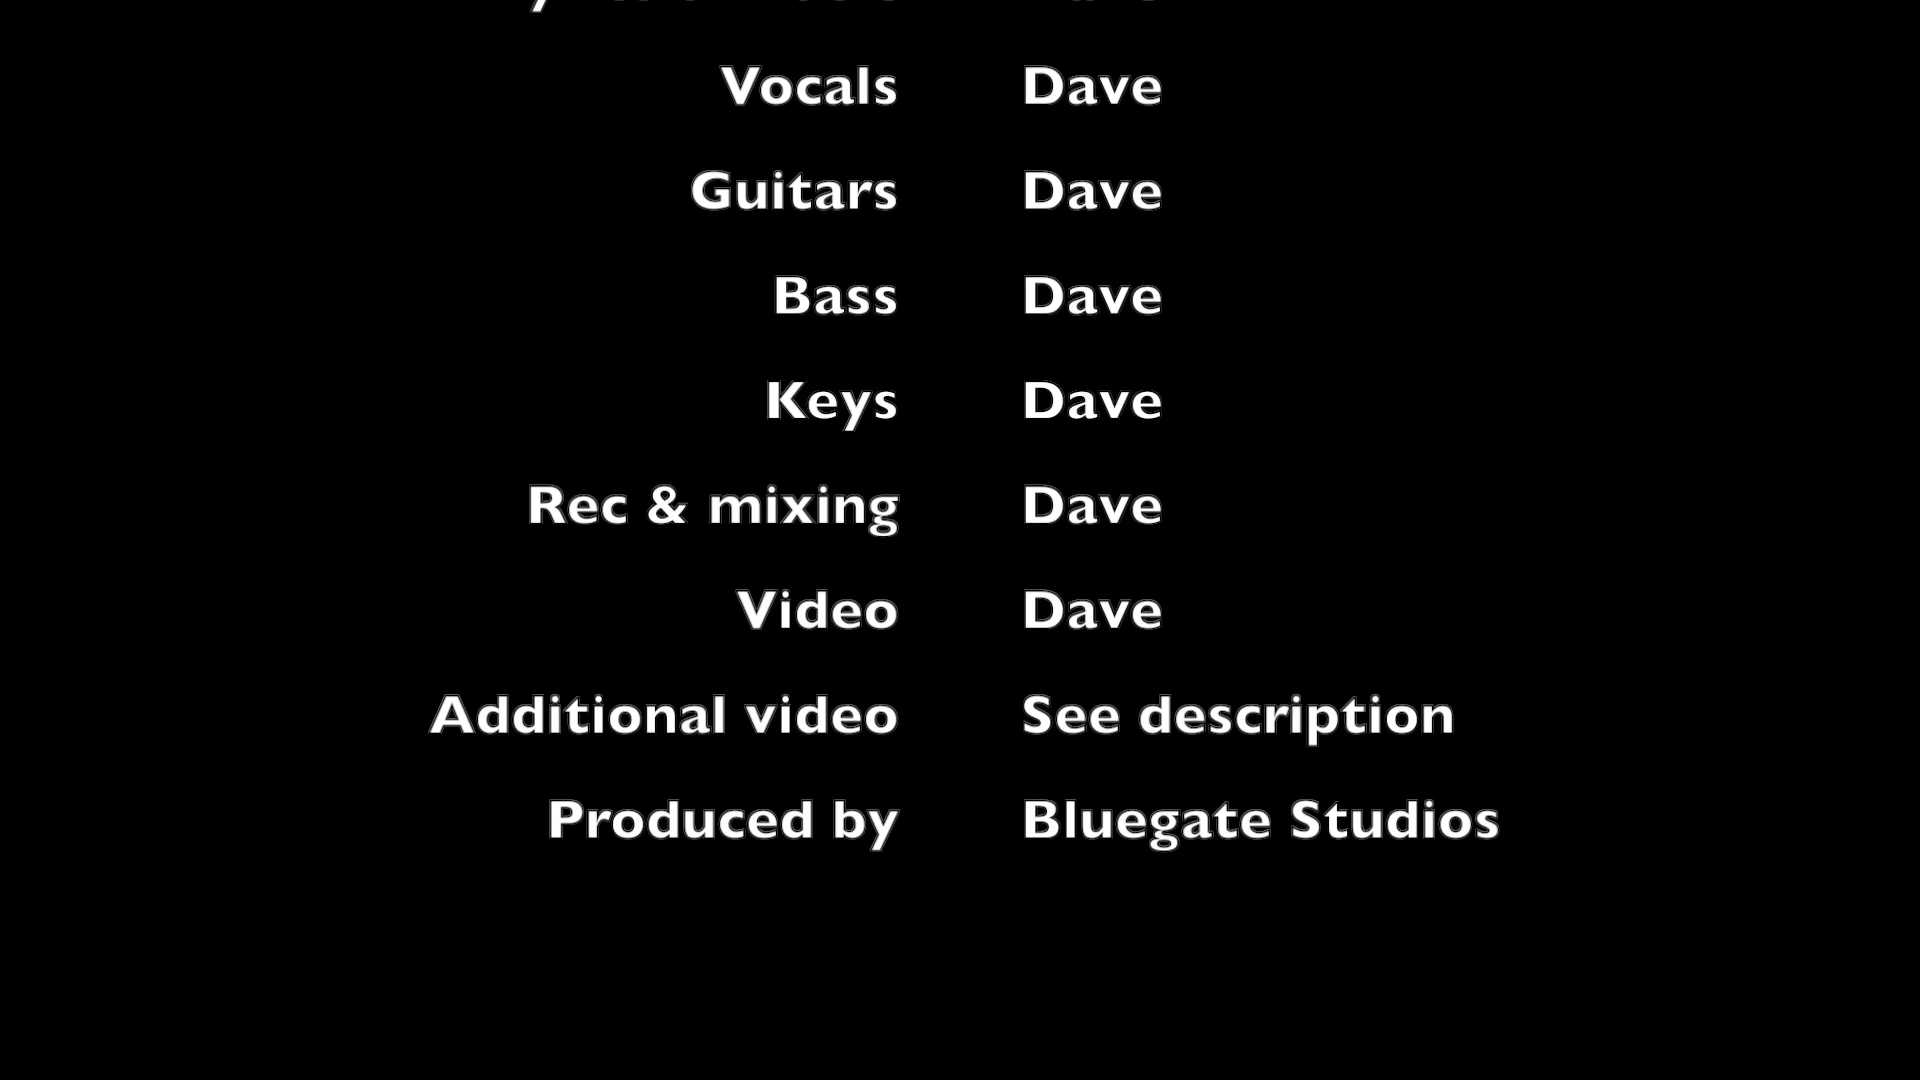 Vocals Dave
Guitars Dave
Bass Dave
Keys Dave
Rec & mixing Dave
Video Dave
Additional video See description
Produced by Bluegate Studios